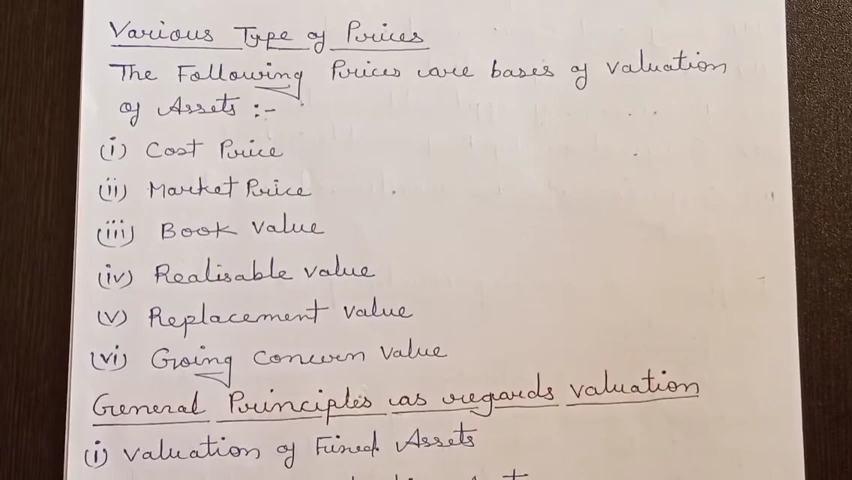 Various Type of Prices
The Following Prices are bases of valuation
of Assets :-
(i) Cost Price
(ii) Market Price
(iii) Book value
(iv) Realisable value
(v) Replacement value
(vi) Going Concern value
General Principles as regards valuation
(i) valuation of Fixed Assets